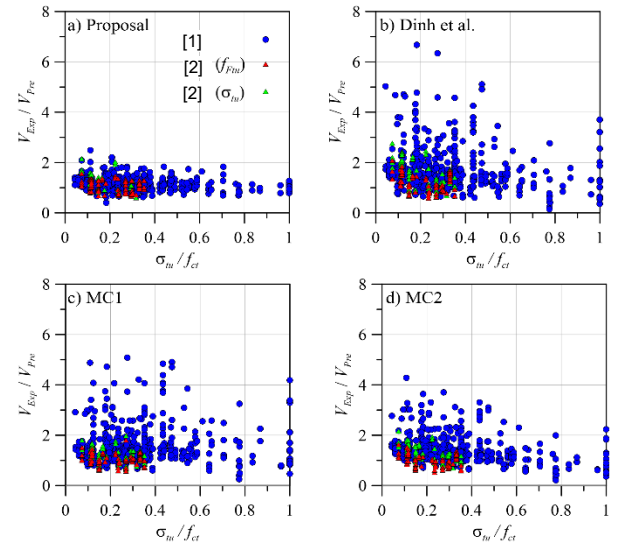 a) Proposal
[1]
[2] (f_Ftu)
[2] (σ_tu)
V_Exp / V_Pre
8
6
4
2
0
0 0.2 0.4 0.6 0.8 1
σ_tu / f_ct
b) Dinh et al.
V_Exp / V_Pre
8
6
4
2
0
0 0.2 0.4 0.6 0.8 1
σ_tu / f_ct
c) MC1
V_Exp / V_Pre
8
6
4
2
0
0 0.2 0.4 0.6 0.8 1
σ_tu / f_ct
d) MC2
V_Exp / V_Pre
8
6
4
2
0
0 0.2 0.4 0.6 0.8 1
σ_tu / f_ct